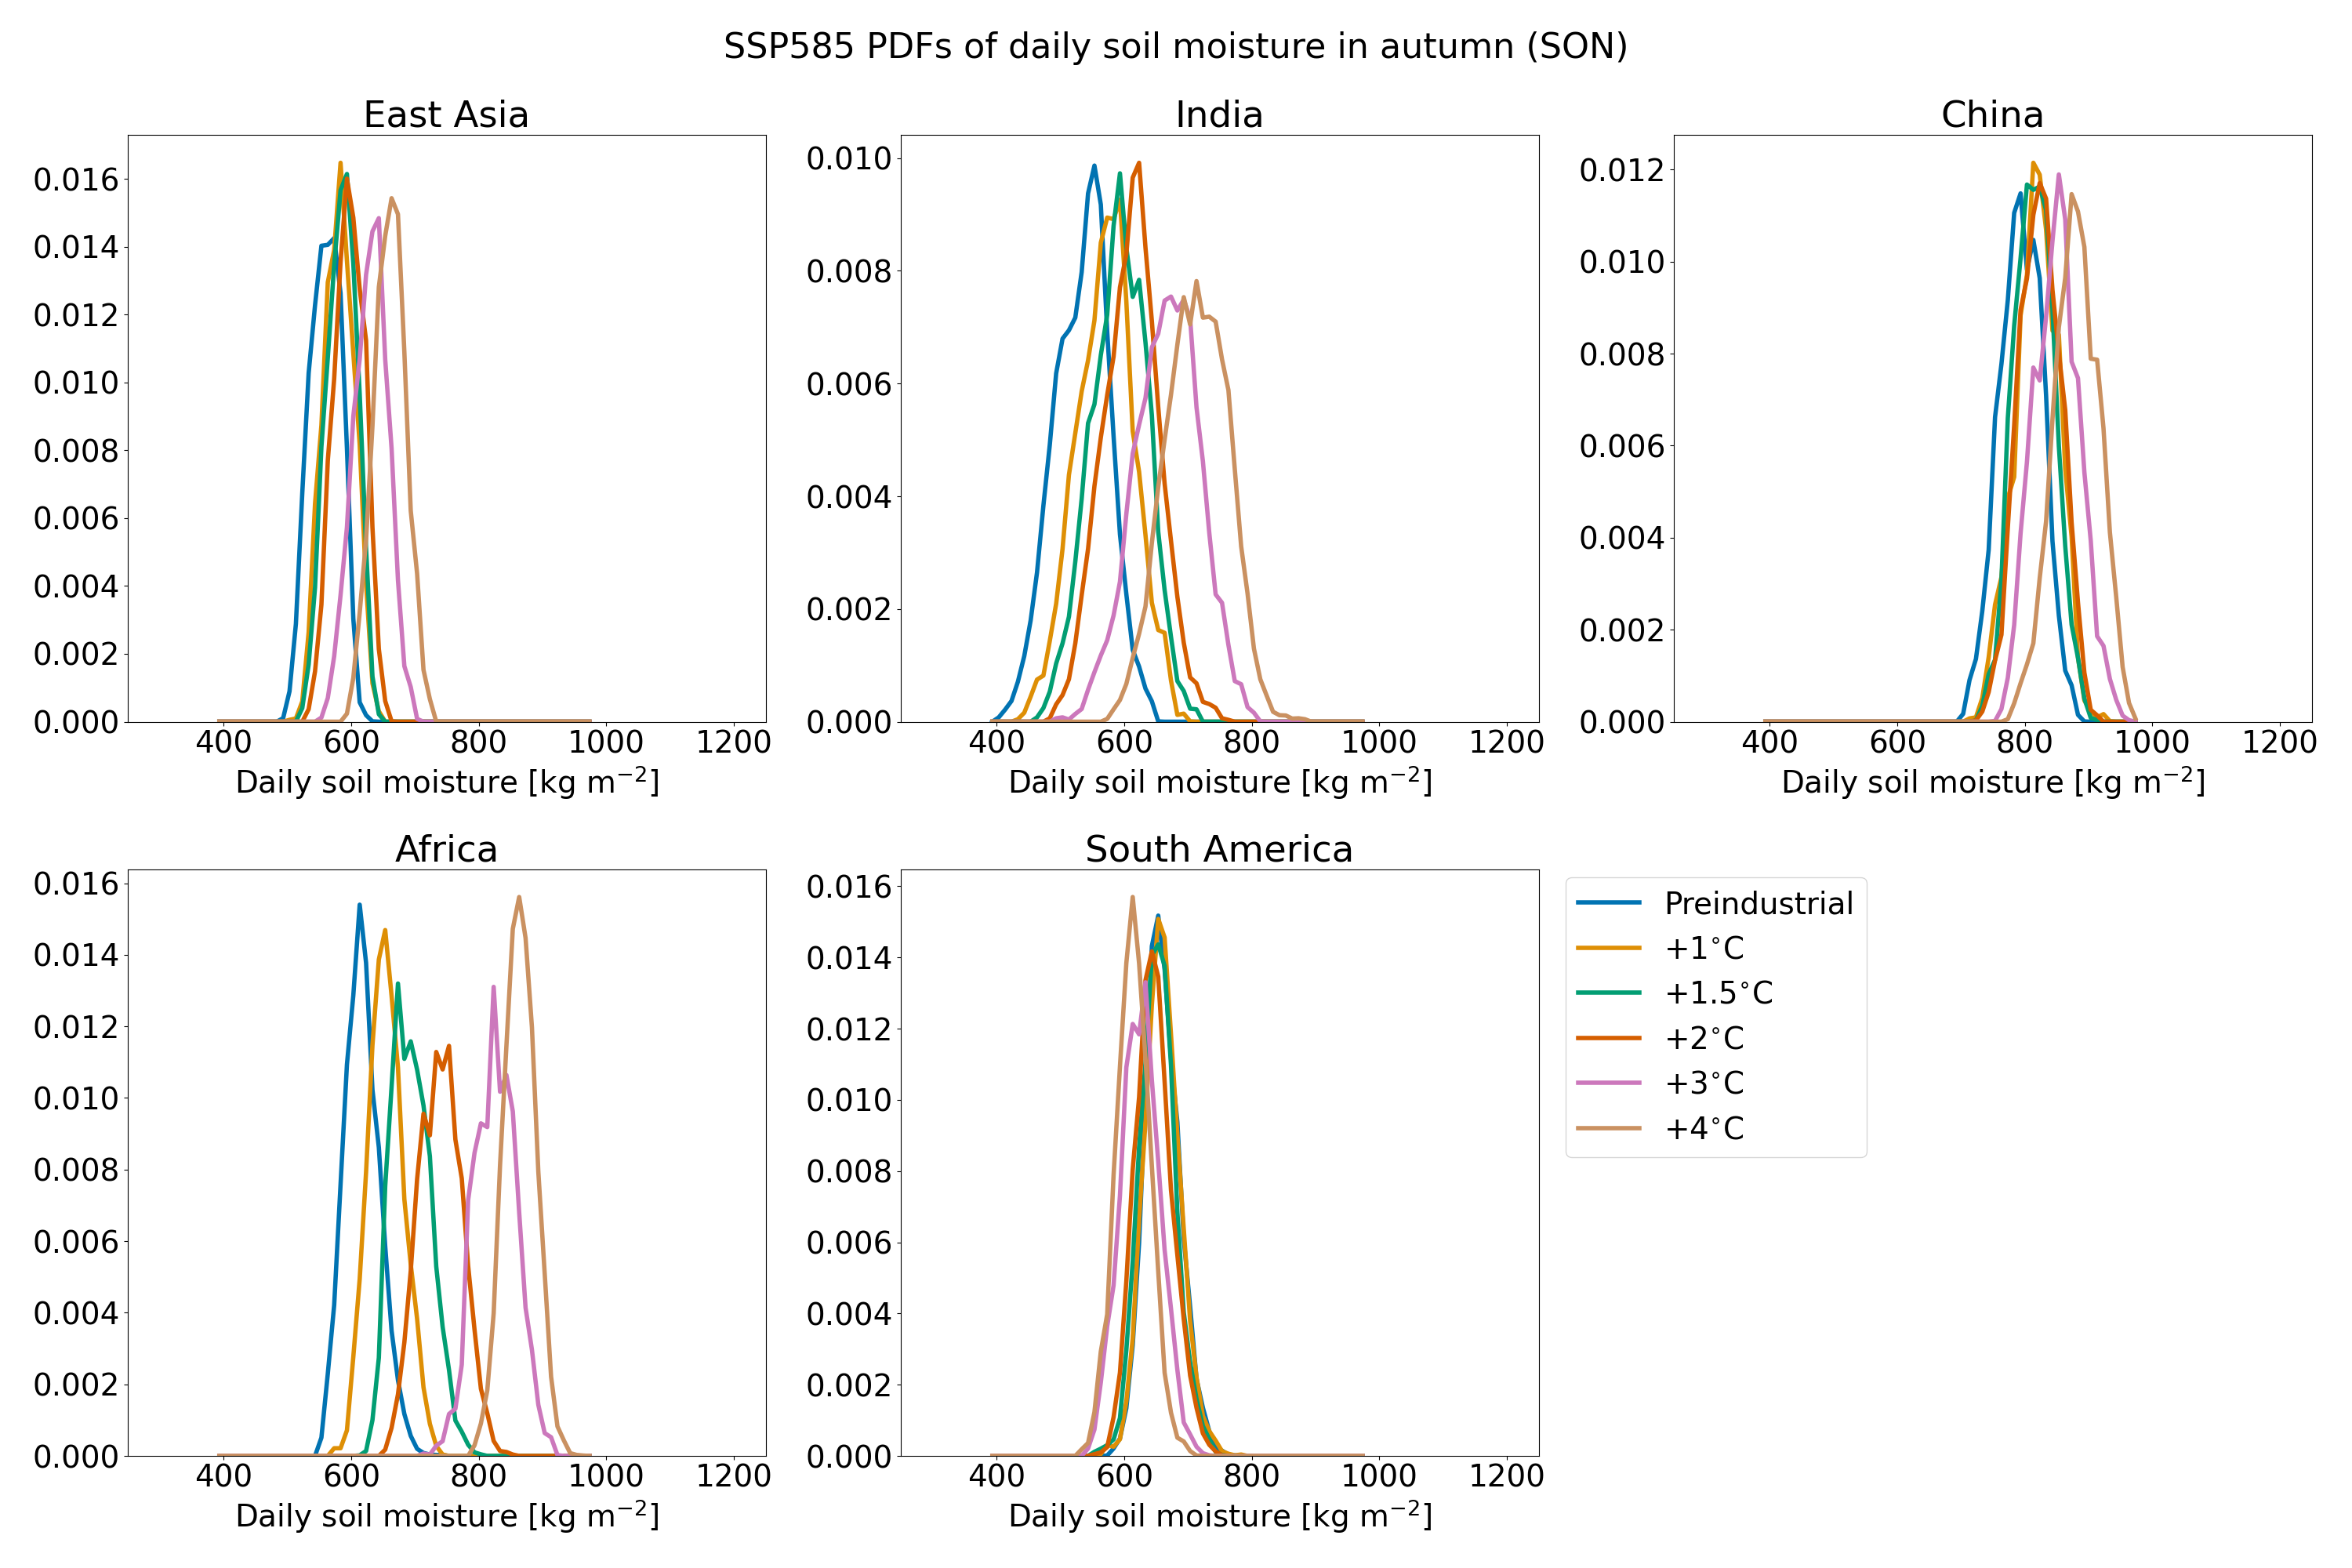 SSP585 PDFs of daily soil moisture in autumn (SON)
East Asia
0.016
0.014
0.012
0.010
0.008
0.006
0.004
0.002
0.000
400 600 800 1000 1200
Daily soil moisture [kg m⁻²]
India
0.010
0.008
0.006
0.004
0.002
0.000
400 600 800 1000 1200
Daily soil moisture [kg m⁻²]
China
0.012
0.010
0.008
0.006
0.004
0.002
0.000
400 600 800 1000 1200
Daily soil moisture [kg m⁻²]
Africa
0.016
0.014
0.012
0.010
0.008
0.006
0.004
0.002
0.000
400 600 800 1000 1200
Daily soil moisture [kg m⁻²]
South America
0.016
0.014
0.012
0.010
0.008
0.006
0.004
0.002
0.000
400 600 800 1000 1200
Daily soil moisture [kg m⁻²]
Preindustrial
+1°C
+1.5°C
+2°C
+3°C
+4°C